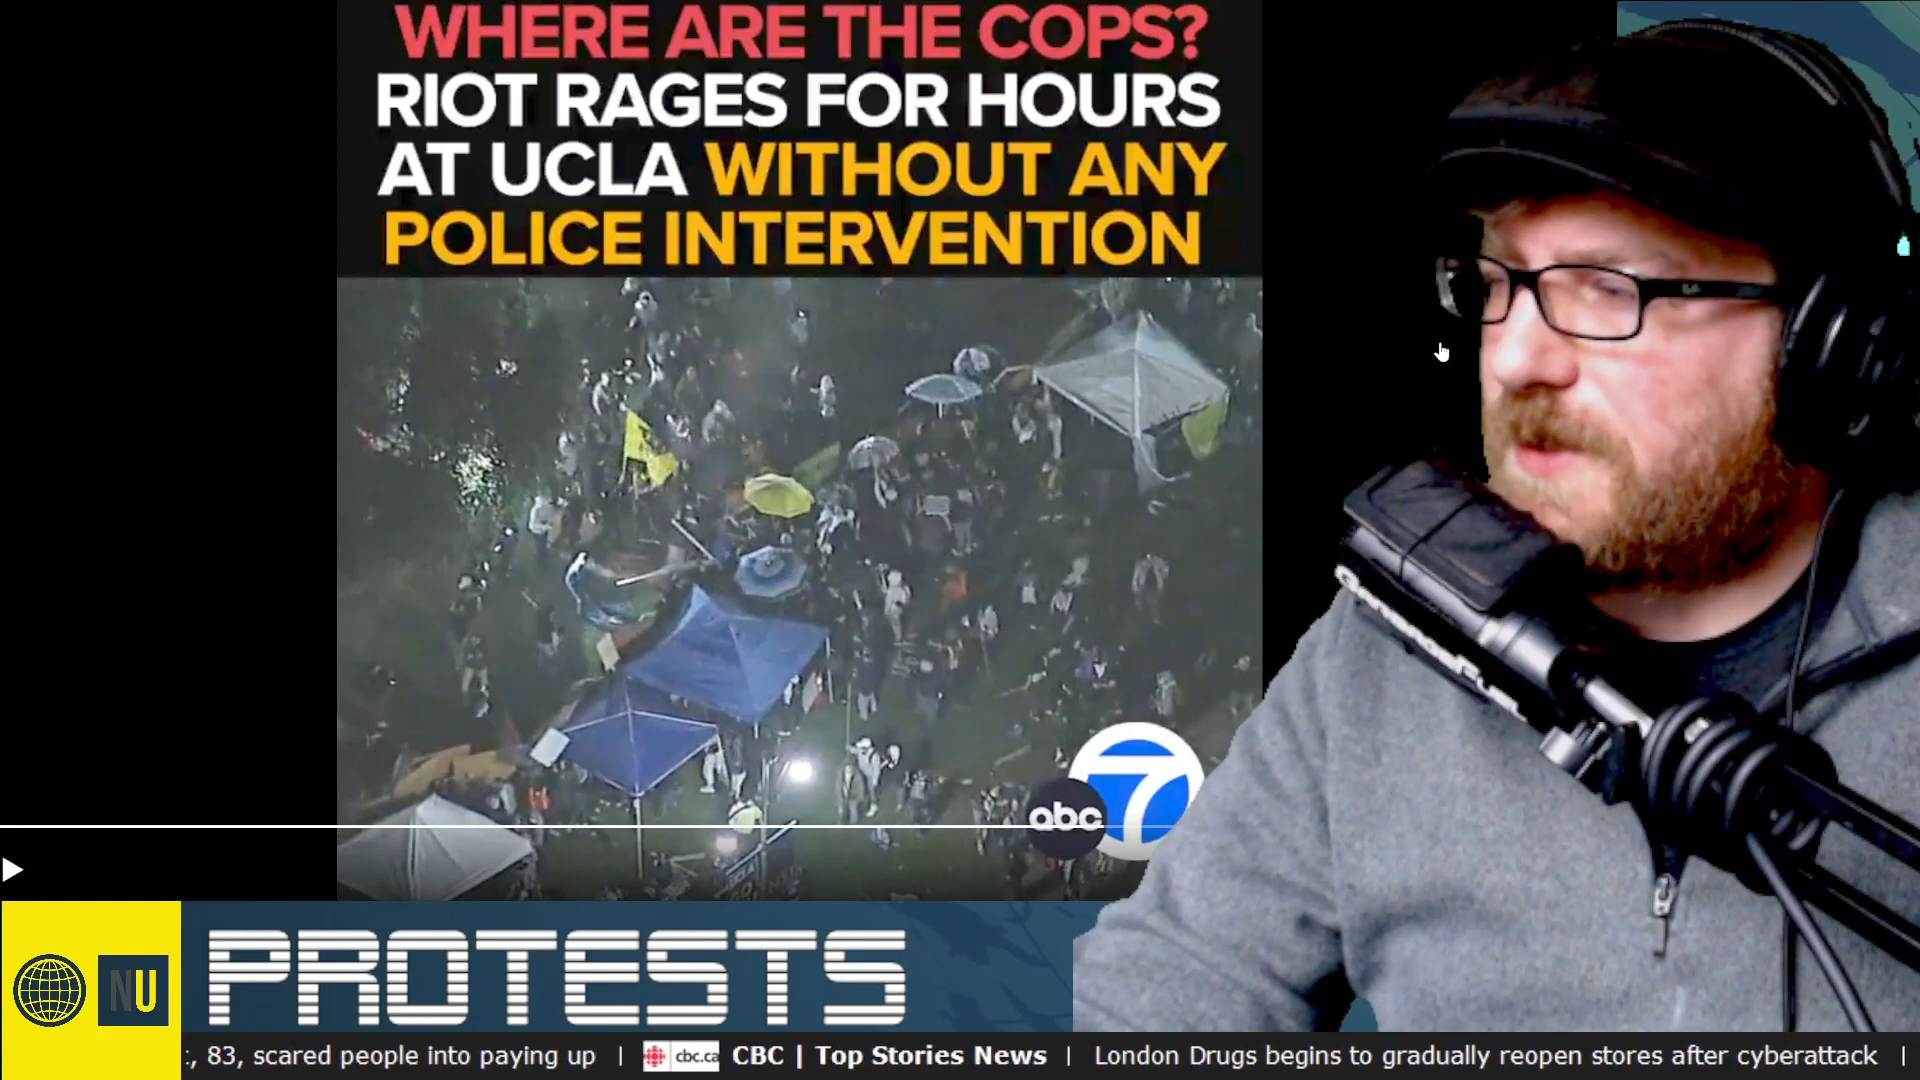 WHERE ARE THE COPS?
RIOT RAGES FOR HOURS
AT UCLA WITHOUT ANY
POLICE INTERVENTION
abc 7
NU
PROTESTS
, 83, scared people into paying up | cbc.ca CBC | Top Stories News | London Drugs begins to gradually reopen stores after cyberattack |